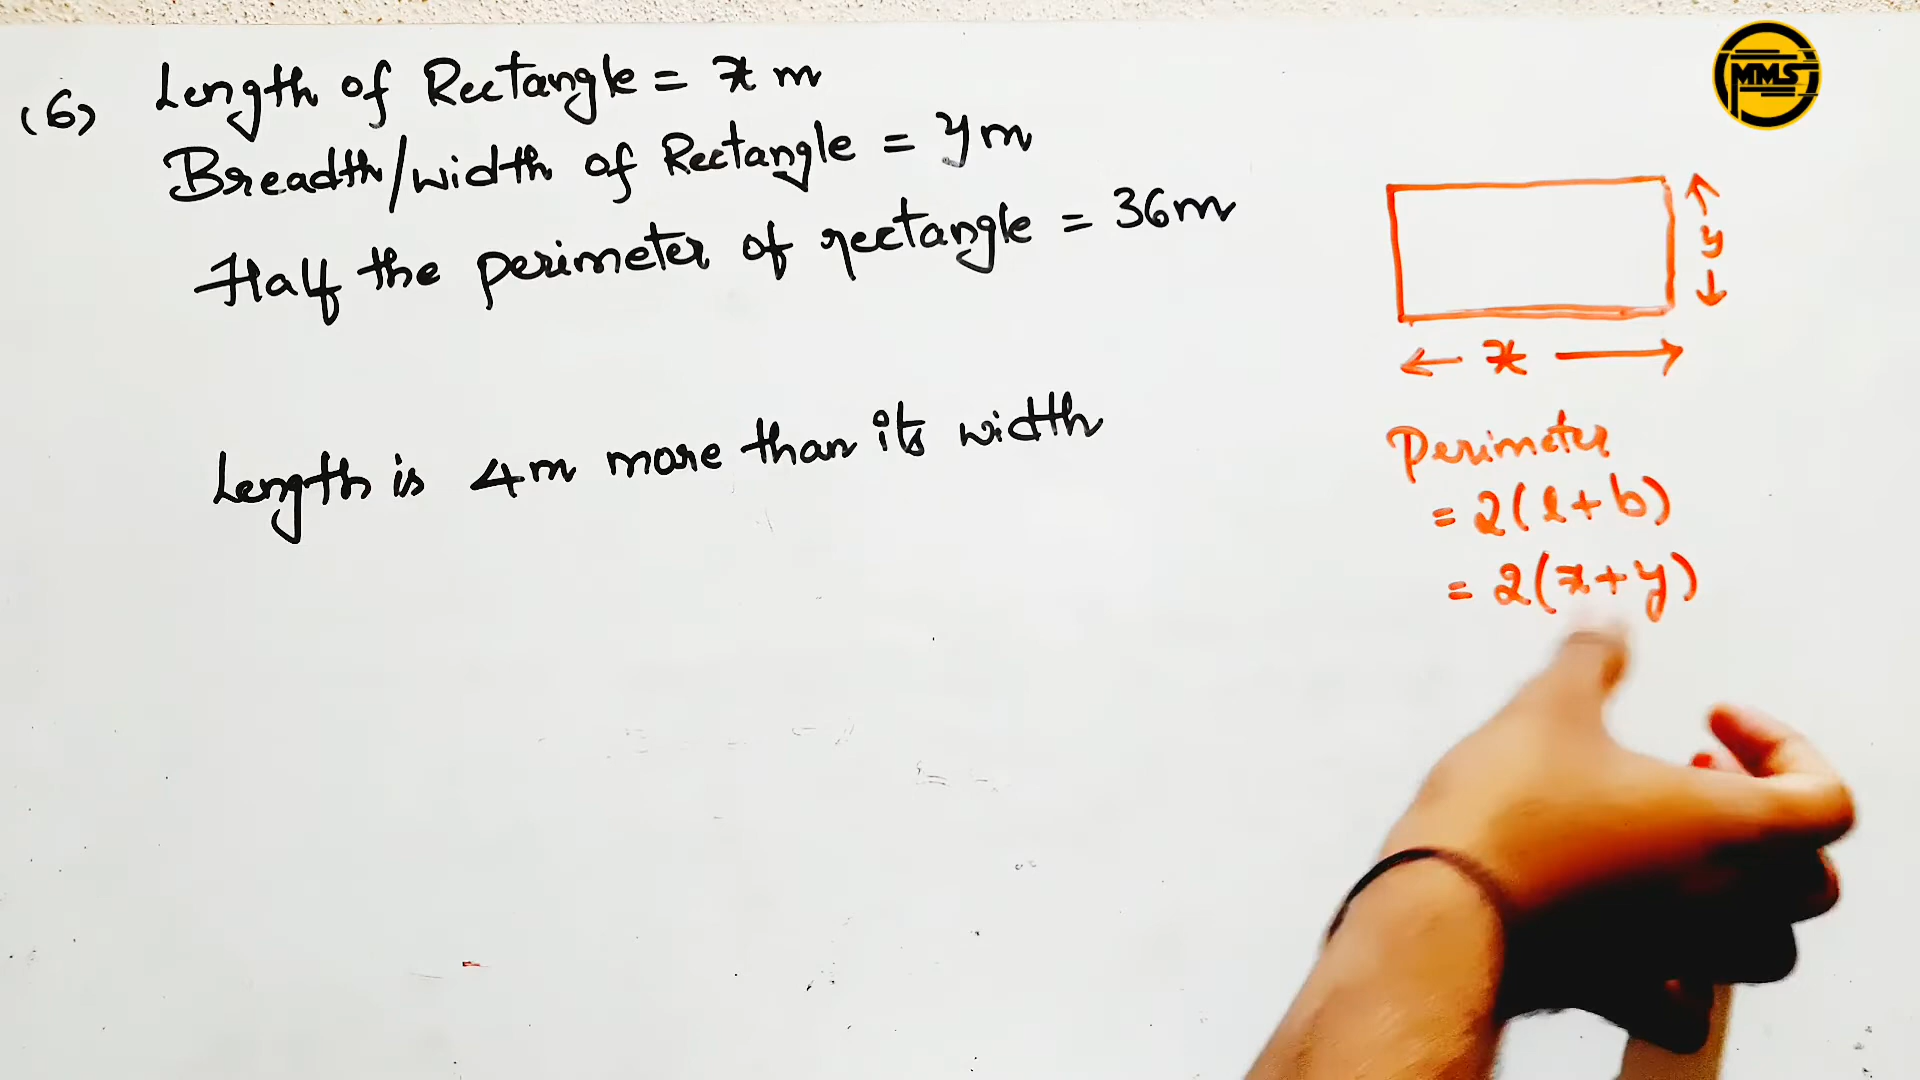 (6) Length of Rectangle = x m
Breadth/width of Rectangle = y m
Half the perimeter of rectangle = 36m
Length is 4m more than its width
MMS
y
x
Perimeter
= 2(l+b)
= 2(x+y)